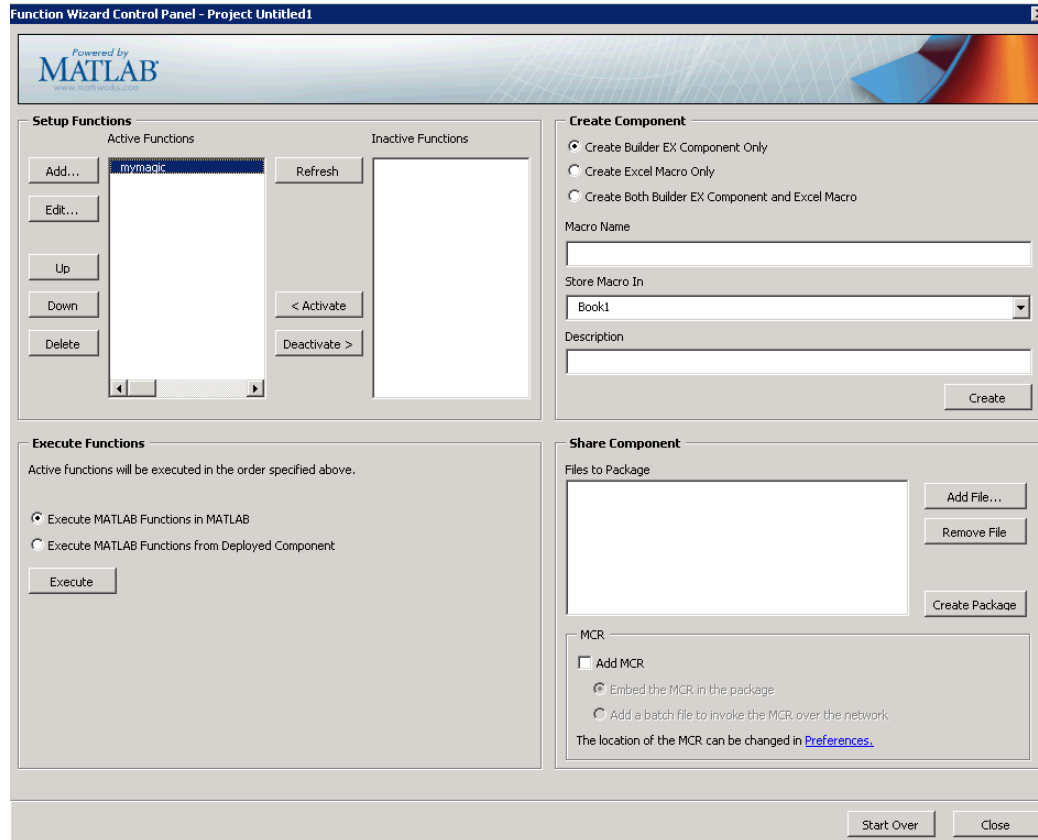 Function Wizard Control Panel - Project Untitled1
Powered by
MATLAB
www.mathworks.com
Setup Functions
Active Functions
Inactive Functions
Add...
mymagic
Refresh
Edit...
Up
Down
< Activate
Delete
Deactivate >
Create Component
Create Builder EX Component Only
Create Excel Macro Only
Create Both Builder EX Component and Excel Macro
Macro Name
Store Macro In
Book1
Description
Create
Execute Functions
Active functions will be executed in the order specified above.
Execute MATLAB Functions in MATLAB
Execute MATLAB Functions from Deployed Component
Execute
Share Component
Files to Package
Add File...
Remove File
Create Package
MCR
Add MCR
Embed the MCR in the package
Add a batch file to invoke the MCR over the network
The location of the MCR can be changed in Preferences.
Start Over
Close